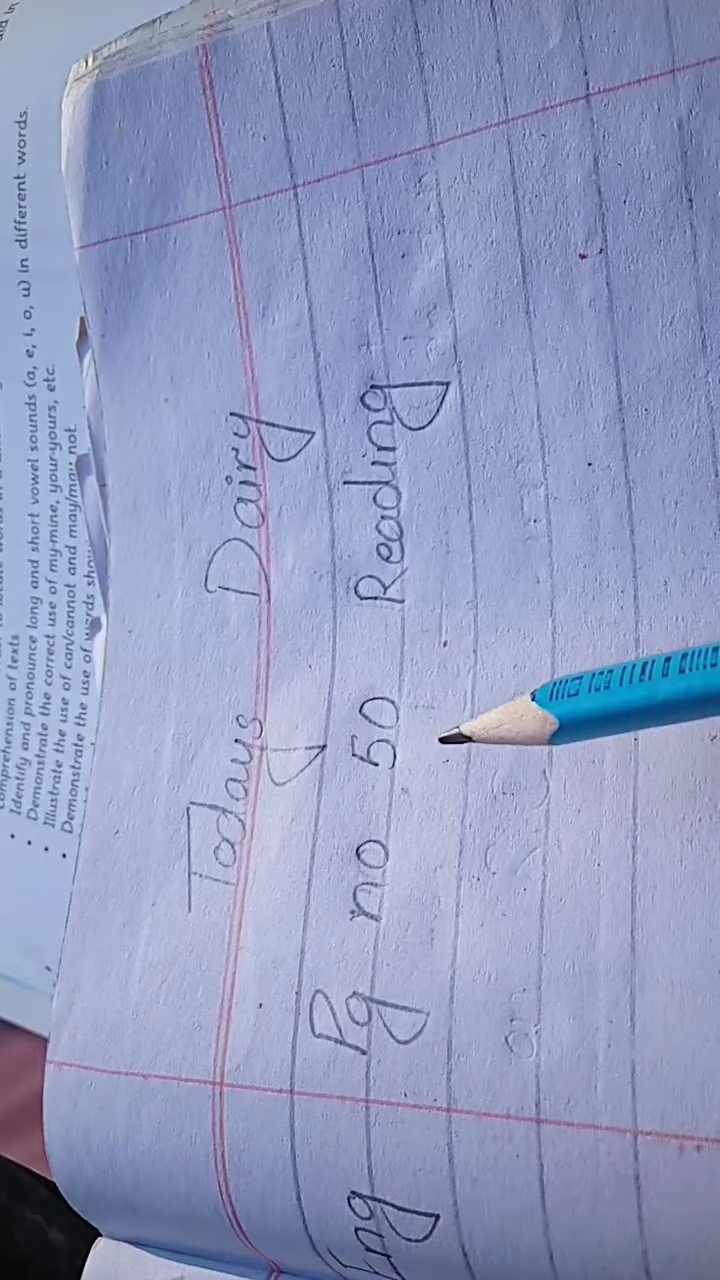 comprehension of texts
• Identify and pronounce long and short vowel sounds (a, e, i, o, u) in different words.
• Demonstrate the correct use of my-mine, your-yours, etc.
• Illustrate the use of can/cannot and may/may not
• Demonstrate the use of words
Todays Dairy
Eng Pg no 50 Reading